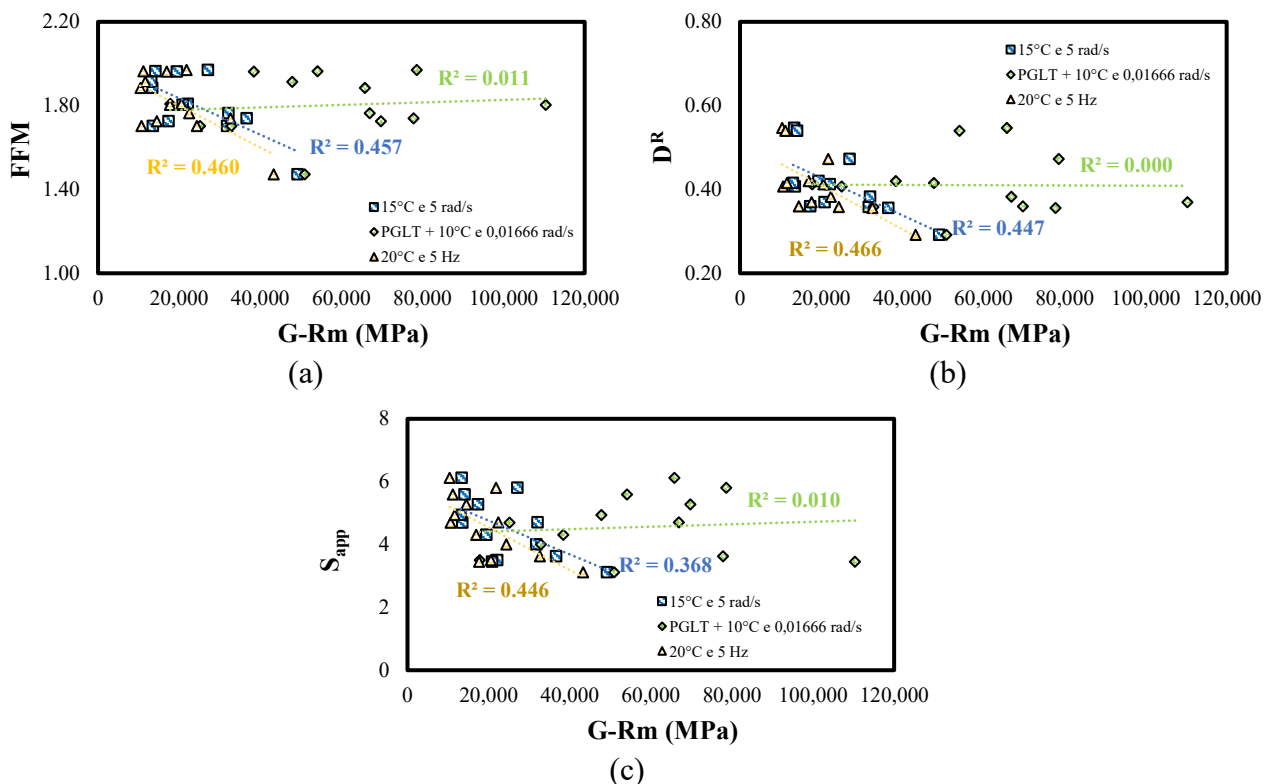 2.20
1.80
1.40
1.00
FFM
R² = 0.011
R² = 0.457
R² = 0.460
15°C e 5 rad/s
PGLT + 10°C e 0,01666 rad/s
20°C e 5 Hz
0 20,000 40,000 60,000 80,000 100,000 120,000
G-Rm (MPa)
(a)
0.80
0.60
0.40
0.20
Dᴿ
15°C e 5 rad/s
PGLT + 10°C e 0,01666 rad/s
20°C e 5 Hz
R² = 0.000
R² = 0.447
R² = 0.466
0 20,000 40,000 60,000 80,000 100,000 120,000
G-Rm (MPa)
(b)
8
6
4
2
0
Sapp
R² = 0.010
R² = 0.368
R² = 0.446
15°C e 5 rad/s
PGLT + 10°C e 0,01666 rad/s
20°C e 5 Hz
0 20,000 40,000 60,000 80,000 100,000 120,000
G-Rm (MPa)
(c)